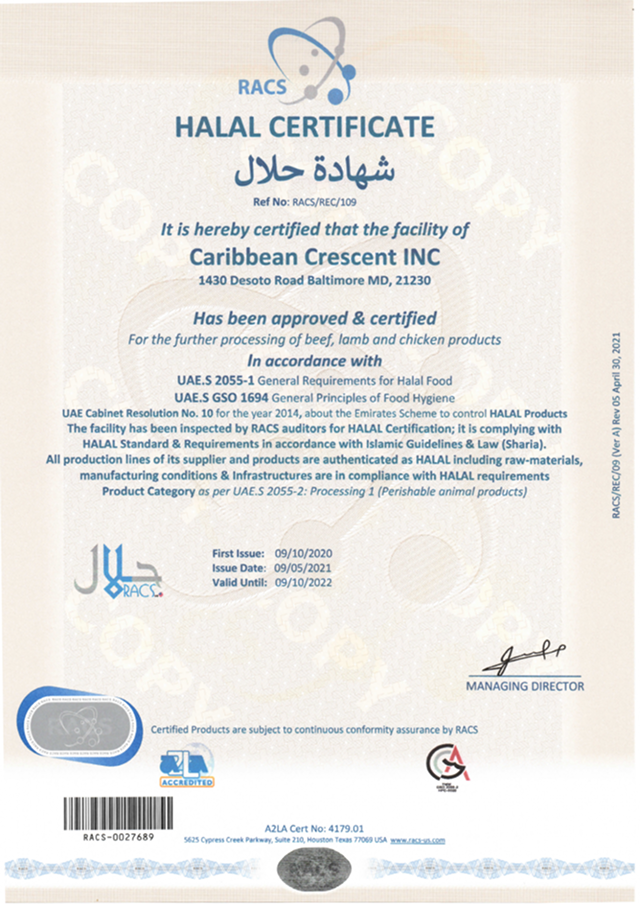 RACS
HALAL CERTIFICATE
شهادة حلال
Ref No: RACS/REC/109
It is hereby certified that the facility of
Caribbean Crescent INC
1430 Desoto Road Baltimore MD, 21230
Has been approved & certified
For the further processing of beef, lamb and chicken products
In accordance with
UAE.S 2055-1 General Requirements for Halal Food
UAE.S GSO 1694 General Principles of Food Hygiene
UAE Cabinet Resolution No. 10 for the year 2014, about the Emirates Scheme to control HALAL Products
The facility has been inspected by RACS auditors for HALAL Certification; it is complying with
HALAL Standard & Requirements in accordance with Islamic Guidelines & Law (Sharia).
All production lines of its supplier and products are authenticated as HALAL including raw-materials,
manufacturing conditions & Infrastructures are in compliance with HALAL requirements
Product Category as per UAE.S 2055-2: Processing 1 (Perishable animal products)
RACS/REC/09 (Ver A) Rev 05 April 30, 2021
حلال
RACS
First Issue: 09/10/2020
Issue Date: 09/05/2021
Valid Until: 09/10/2022
MANAGING DIRECTOR
RACS
Certified Products are subject to continuous conformity assurance by RACS
A2LA
ACCREDITED
RACS-0027689
A2LA Cert No: 4179.01
5625 Cypress Creek Parkway, Suite 210, Houston Texas 77069 USA www.racs-us.com
RACS
COPY
COPY
COPY
COPY